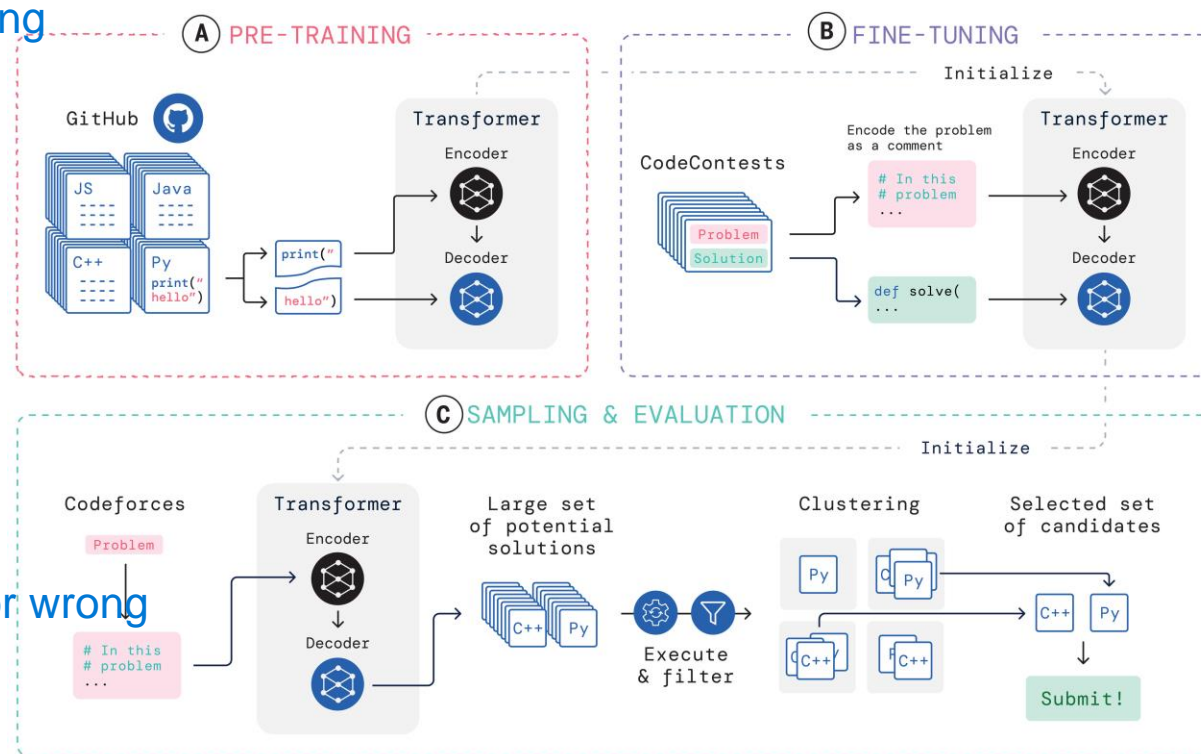 ng
A PRE-TRAINING
GitHub
JS
Java
C++
Py
print("
hello")
print("
hello")
Transformer
Encoder
Decoder
B FINE-TUNING
Initialize
CodeContests
Problem
Solution
Encode the problem
as a comment
# In this
# problem
...
def solve(
...
Transformer
Encoder
Decoder
C SAMPLING & EVALUATION
Initialize
Codeforces
Problem
or wrong
# In this
# problem
...
Transformer
Encoder
Decoder
Large set
of potential
solutions
C++
Py
Execute
& filter
Clustering
Py
C
Py
C++
C++
Selected set
of candidates
C++
Py
Submit!